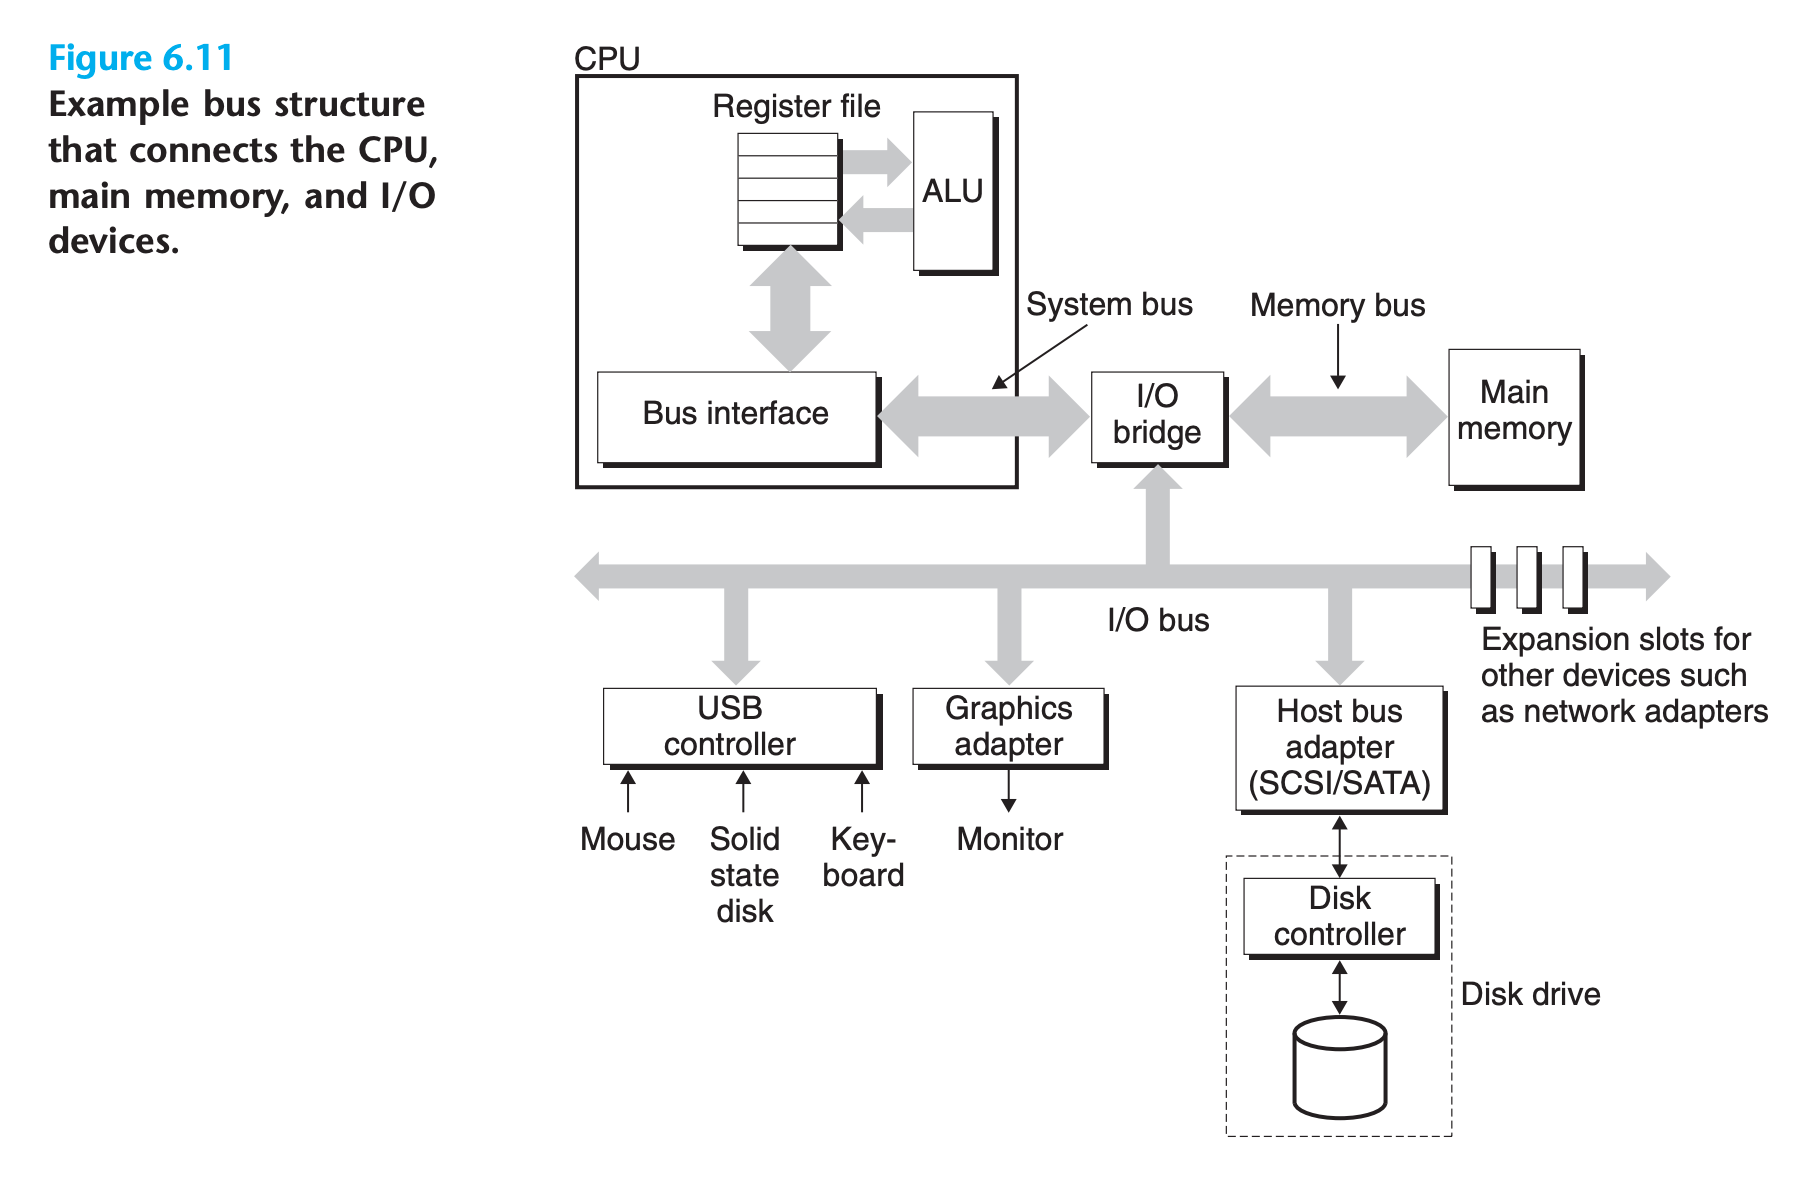 Figure 6.11
Example bus structure
that connects the CPU,
main memory, and I/O
devices.
CPU
Register file
ALU
System bus
Memory bus
Bus interface
I/O
bridge
Main
memory
I/O bus
Expansion slots for
other devices such
as network adapters
USB
controller
Graphics
adapter
Host bus
adapter
(SCSI/SATA)
Mouse
Solid
state
disk
Key-
board
Monitor
Disk
controller
Disk drive